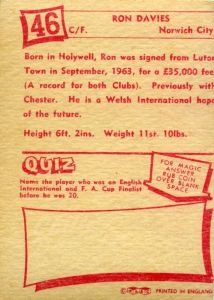 46
C/F.
RON DAVIES
Norwich City
Born in Holywell, Ron was signed from Luton
Town in September, 1963, for a £35,000 fee
(A record for both Clubs). Previously with
Chester. He is a Welsh International hope
of the future.
Height 6ft. 2ins. Weight 11st. 10lbs.
QUIZ
Name the player who was an English
International and F. A. Cup Finalist
before he was 20.
FOR MAGIC
ANSWER
RUB COIN
OVER BLANK
SPACE
© PRINTED IN ENGLAND